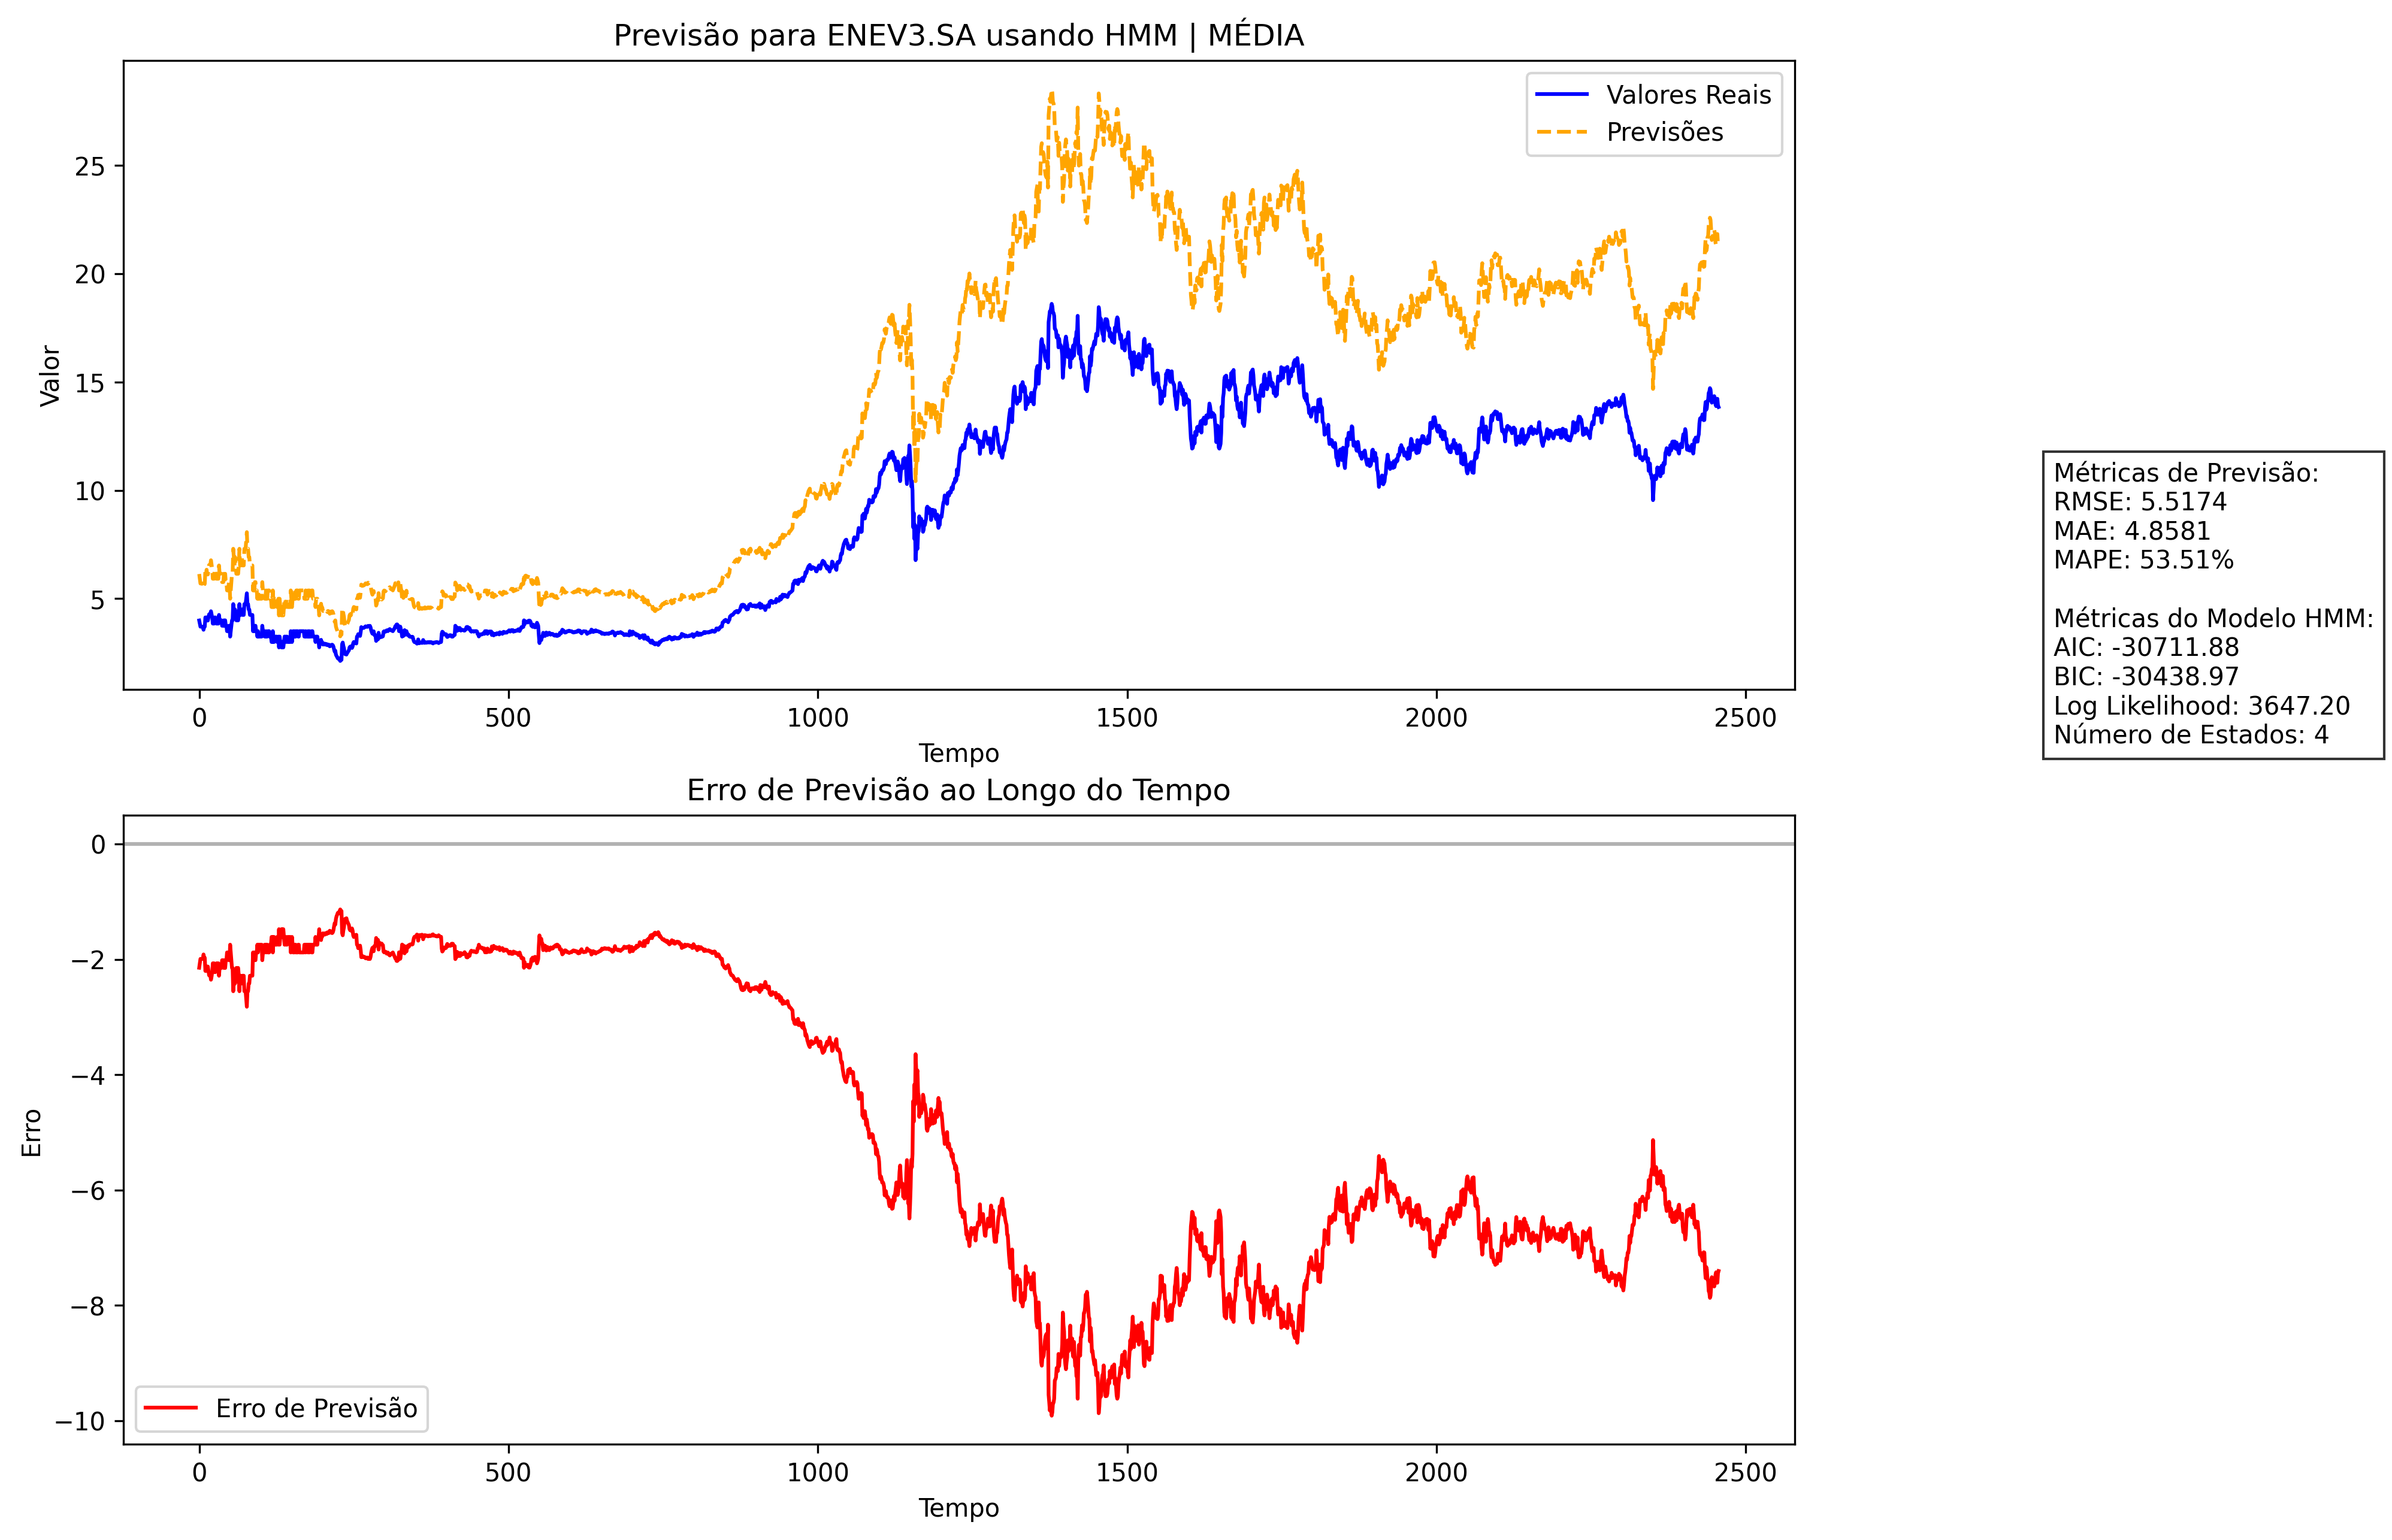 Previsão para ENEV3.SA usando HMM | MÉDIA
Valores Reais
Previsões
Valor
25
20
15
10
5
0
500
1000
1500
2000
2500
Tempo
Métricas de Previsão:
RMSE: 5.5174
MAE: 4.8581
MAPE: 53.51%
Métricas do Modelo HMM:
AIC: -30711.88
BIC: -30438.97
Log Likelihood: 3647.20
Número de Estados: 4
Erro de Previsão ao Longo do Tempo
Erro
0
−2
−4
−6
−8
−10
Erro de Previsão
0
500
1000
1500
2000
2500
Tempo